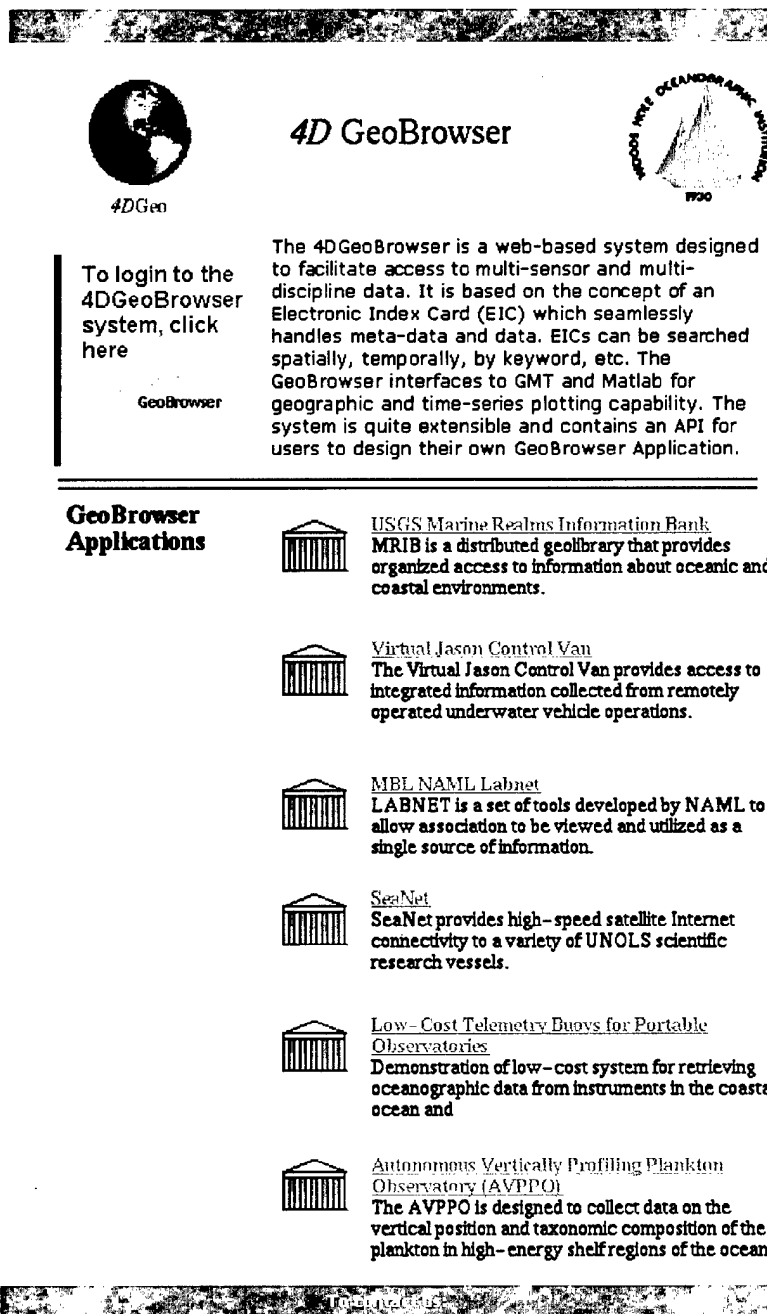 4D GeoBrowser
WOODS HOLE OCEANOGRAPHIC INSTITUTION
1930
4DGeo
To login to the
4DGeoBrowser
system, click
here
GeoBrowser
The 4DGeoBrowser is a web-based system designed
to facilitate access to multi-sensor and multi-
discipline data. It is based on the concept of an
Electronic Index Card (EIC) which seamlessly
handles meta-data and data. EICs can be searched
spatially, temporally, by keyword, etc. The
GeoBrowser interfaces to GMT and Matlab for
geographic and time-series plotting capability. The
system is quite extensible and contains an API for
users to design their own GeoBrowser Application.
GeoBrowser
Applications
USGS Marine Realms Information Bank
MRIB is a distributed geolibrary that provides
organized access to information about oceanic and
coastal environments.
Virtual Jason Control Van
The Virtual Jason Control Van provides access to
integrated information collected from remotely
operated underwater vehicle operations.
MBL NAML Labnet
LABNET is a set of tools developed by NAML to
allow association to be viewed and utilized as a
single source of information.
SeaNet
SeaNet provides high-speed satellite Internet
connectivity to a variety of UNOLS scientific
research vessels.
Low-Cost Telemetry Buoys for Portable
Observatories
Demonstration of low-cost system for retrieving
oceanographic data from instruments in the coasta
ocean and
Autonomous Vertically Profiling Plankton
Observatory (AVPPO)
The AVPPO is designed to collect data on the
vertical position and taxonomic composition of the
plankton in high-energy shelf regions of the ocean
To contact us